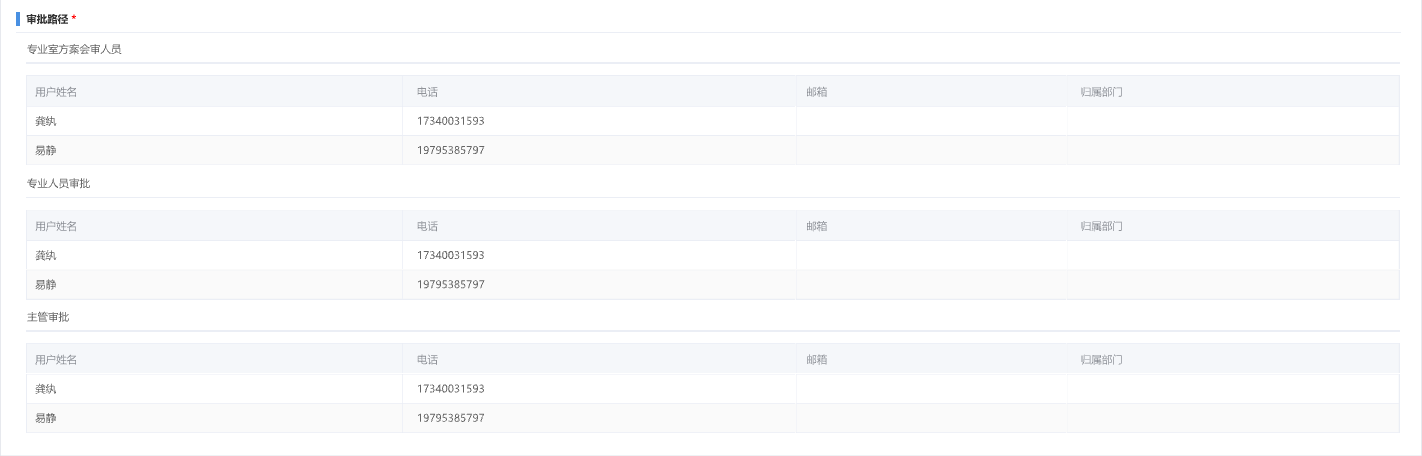 审批路径 *
专业室方案会审人员
用户姓名 电话 邮箱 归属部门
龚纨 17340031593
易静 19795385797
专业人员审批
用户姓名 电话 邮箱 归属部门
龚纨 17340031593
易静 19795385797
主管审批
用户姓名 电话 邮箱 归属部门
龚纨 17340031593
易静 19795385797